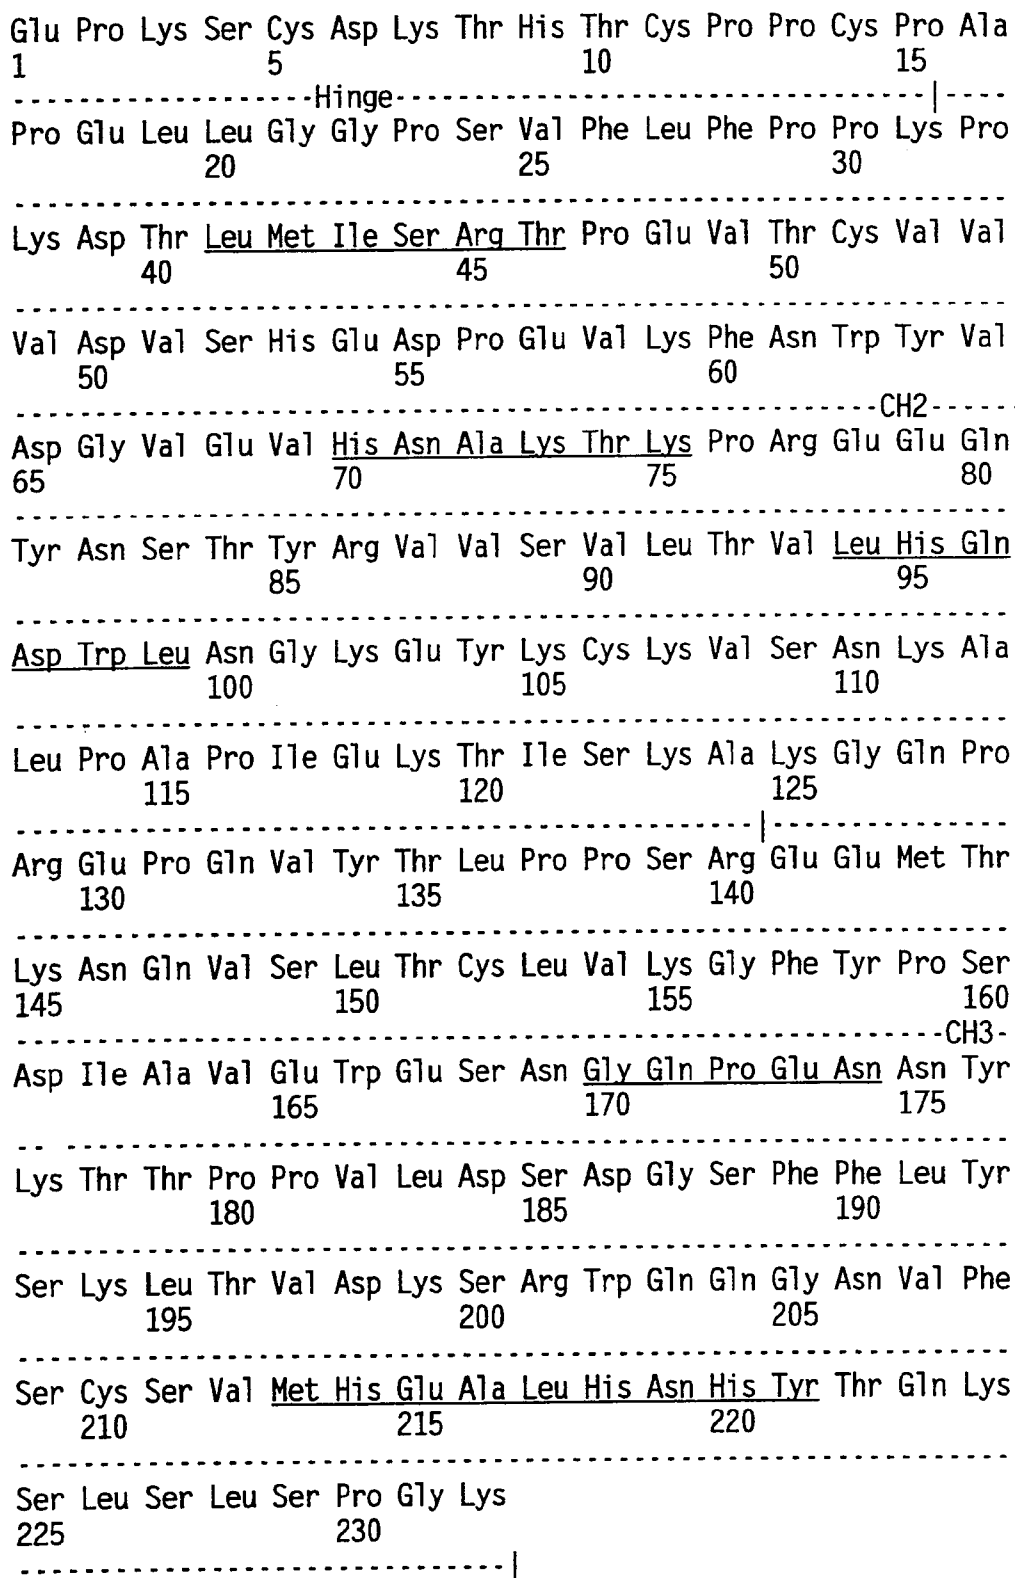 Glu Pro Lys Ser Cys Asp Lys Thr His Thr Cys Pro Pro Cys Pro Ala
1 5 10 15
------------------Hinge--------------------------------|----
Pro Glu Leu Leu Gly Gly Pro Ser Val Phe Leu Phe Pro Pro Lys Pro
20 25 30
Lys Asp Thr Leu Met Ile Ser Arg Thr Pro Glu Val Thr Cys Val Val
40 45 50
Val Asp Val Ser His Glu Asp Pro Glu Val Lys Phe Asn Trp Tyr Val
50 55 60
--------------------------------------------------CH2------
Asp Gly Val Glu Val His Asn Ala Lys Thr Lys Pro Arg Glu Glu Gln
65 70 75 80
Tyr Asn Ser Thr Tyr Arg Val Val Ser Val Leu Thr Val Leu His Gln
85 90 95
Asp Trp Leu Asn Gly Lys Glu Tyr Lys Cys Lys Val Ser Asn Lys Ala
100 105 110
Leu Pro Ala Pro Ile Glu Lys Thr Ile Ser Lys Ala Lys Gly Gln Pro
115 120 125
Arg Glu Pro Gln Val Tyr Thr Leu Pro Pro Ser Arg Glu Glu Met Thr
130 135 140
Lys Asn Gln Val Ser Leu Thr Cys Leu Val Lys Gly Phe Tyr Pro Ser
145 150 155 160
------------------------------------------------------CH3-
Asp Ile Ala Val Glu Trp Glu Ser Asn Gly Gln Pro Glu Asn Asn Tyr
165 170 175
Lys Thr Thr Pro Pro Val Leu Asp Ser Asp Gly Ser Phe Phe Leu Tyr
180 185 190
Ser Lys Leu Thr Val Asp Lys Ser Arg Trp Gln Gln Gly Asn Val Phe
195 200 205
Ser Cys Ser Val Met His Glu Ala Leu His Asn His Tyr Thr Gln Lys
210 215 220
Ser Leu Ser Leu Ser Pro Gly Lys
225 230